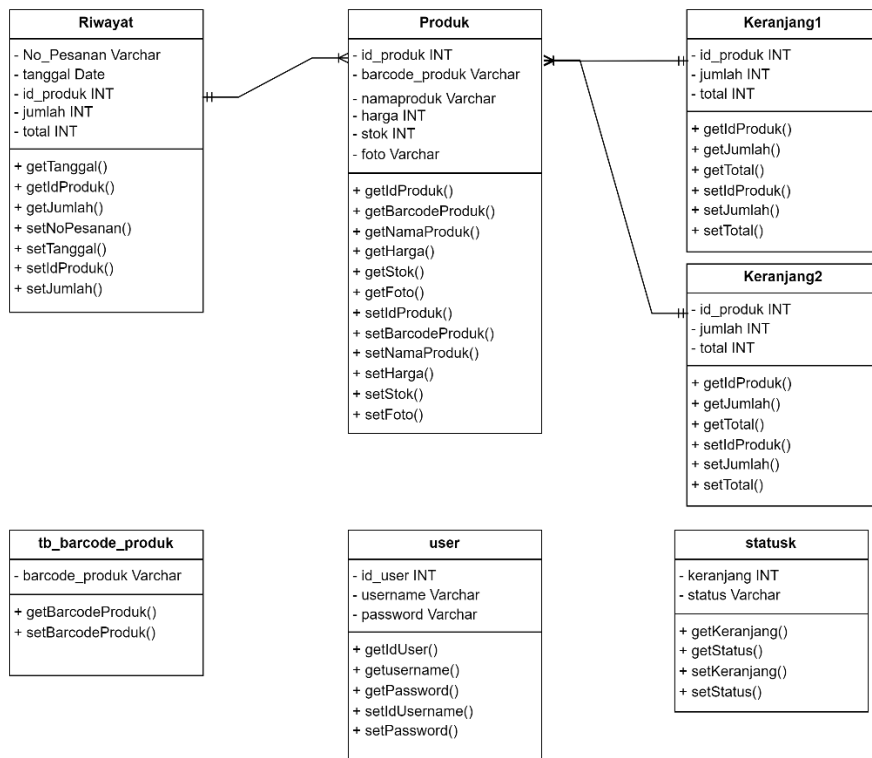 Riwayat
- No_Pesanan Varchar
- tanggal Date
- id_produk INT
- jumlah INT
- total INT
+ getTanggal()
+ getIdProduk()
+ getJumlah()
+ setNoPesanan()
+ setTanggal()
+ setIdProduk()
+ setJumlah()
Produk
- id_produk INT
- barcode_produk Varchar
- namaproduk Varchar
- harga INT
- stok INT
- foto Varchar
+ getIdProduk()
+ getBarcodeProduk()
+ getNamaProduk()
+ getHarga()
+ getStok()
+ getFoto()
+ setIdProduk()
+ setBarcodeProduk()
+ setNamaProduk()
+ setHarga()
+ setStok()
+ setFoto()
Keranjang1
- id_produk INT
- jumlah INT
- total INT
+ getIdProduk()
+ getJumlah()
+ getTotal()
+ setIdProduk()
+ setJumlah()
+ setTotal()
Keranjang2
- id_produk INT
- jumlah INT
- total INT
+ getIdProduk()
+ getJumlah()
+ getTotal()
+ setIdProduk()
+ setJumlah()
+ setTotal()
tb_barcode_produk
- barcode_produk Varchar
+ getBarcodeProduk()
+ setBarcodeProduk()
user
- id_user INT
- username Varchar
- password Varchar
+ getIdUser()
+ getusername()
+ getPassword()
+ setIdUsername()
+ setPassword()
statusk
- keranjang INT
- status Varchar
+ getKeranjang()
+ getStatus()
+ setKeranjang()
+ setStatus()